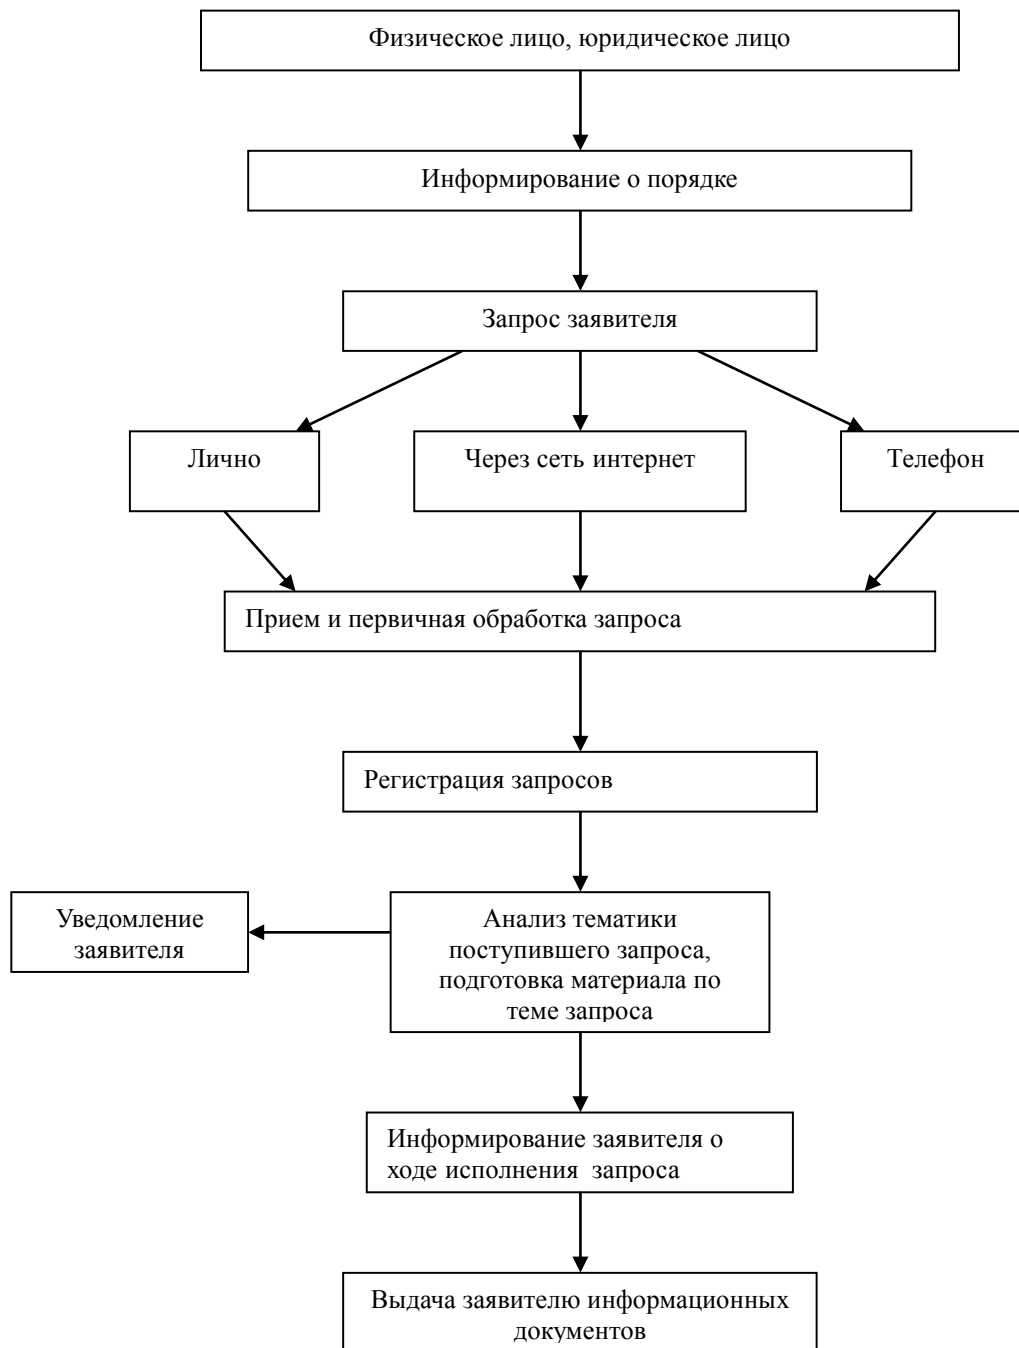 Физическое лицо, юридическое лицо
Информирование о порядке
Запрос заявителя
Лично
Через сеть интернет
Телефон
Прием и первичная обработка запроса
Регистрация запросов
Уведомление
заявителя
Анализ тематики
поступившего запроса,
подготовка материала по
теме запроса
Информирование заявителя о
ходе исполнения запроса
Выдача заявителю информационных
документов